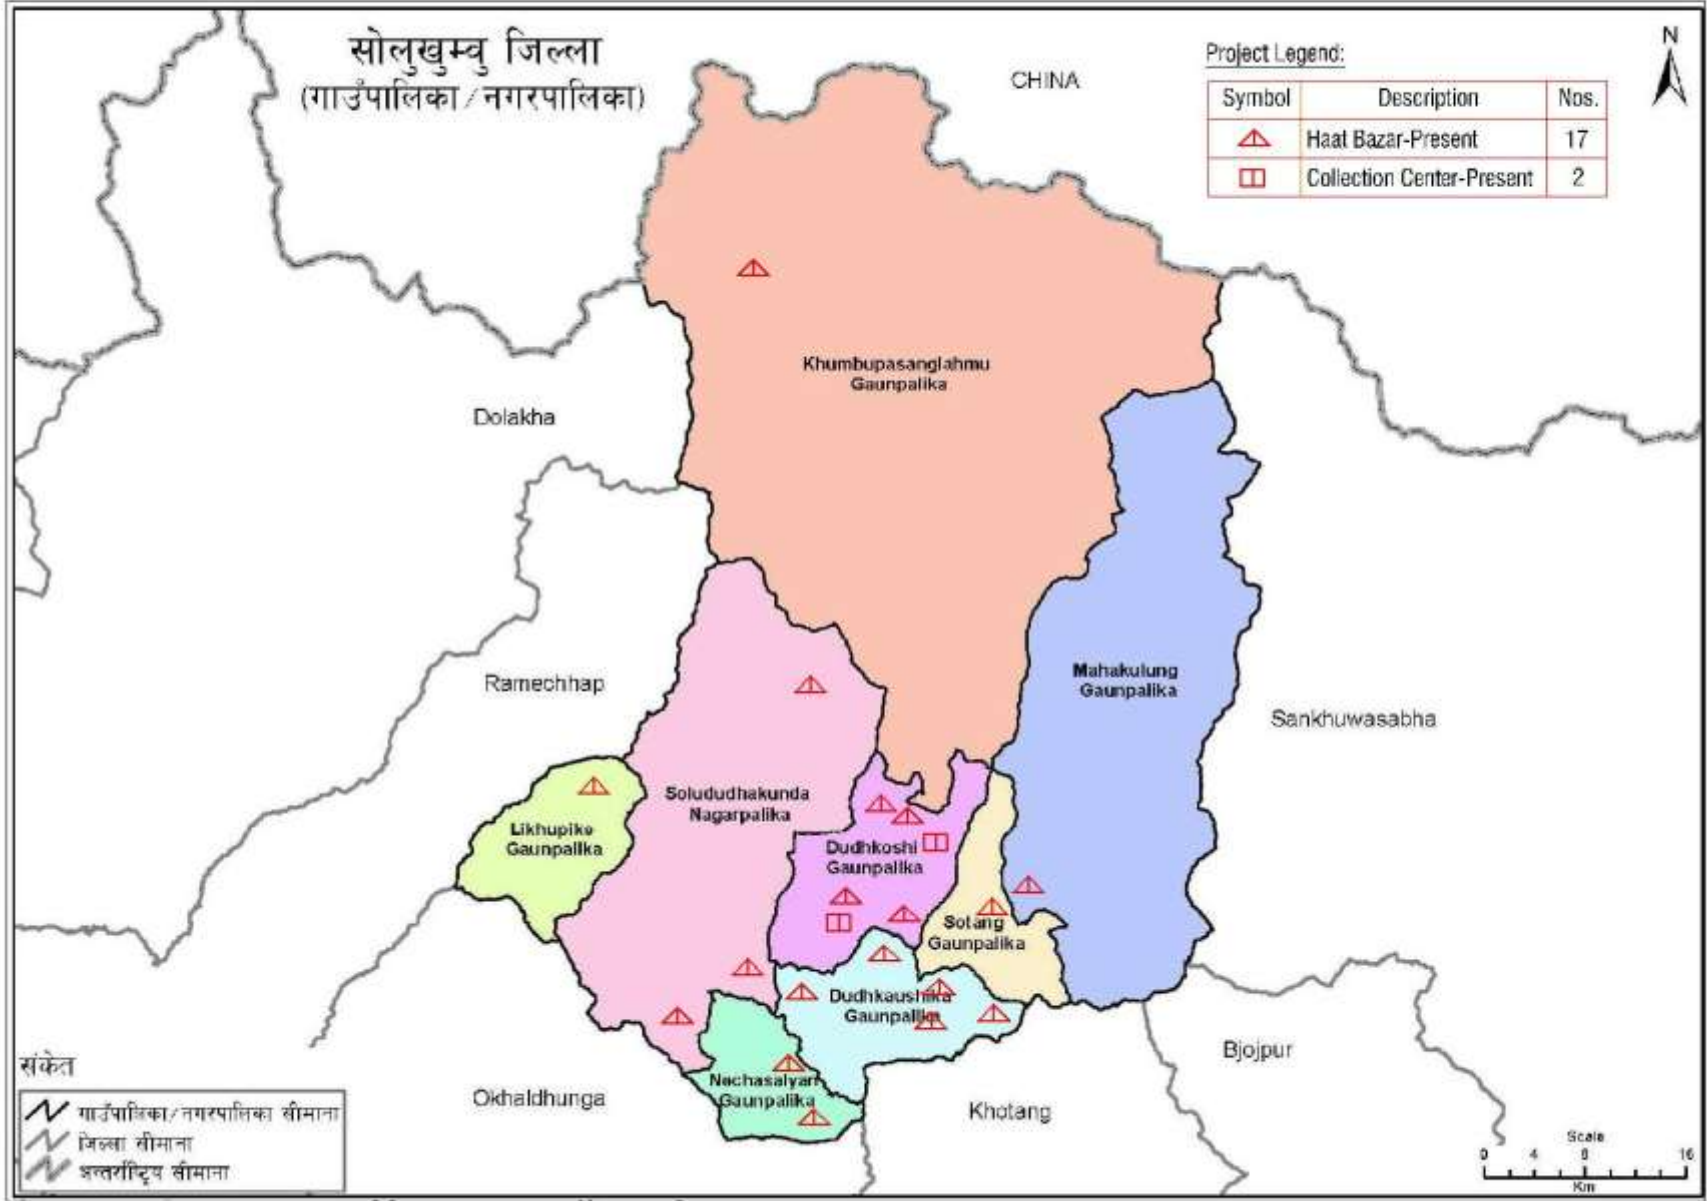 सोलुखुम्वु जिल्ला
(गाउँपालिका/नगरपालिका)
CHINA
Project Legend:
Symbol Description Nos.
Haat Bazar-Present 17
Collection Center-Present 2
N
Khumbupasanglahmu
Gaunpalika
Dolakha
Mahakulung
Gaunpalika
Ramechhap
Sankhuwasabha
Solududhakunda
Nagarpalika
Likhupike
Gaunpalika
Dudhkoshi
Gaunpalika
Sotang
Gaunpalika
Dudhkaushika
Gaunpalika
Bjojpur
Nechasalyan
Gaunpalika
Okhaldhunga
Khotang
संकेत
गाउँपालिका/नगरपालिका सीमाना
जिल्ला सीमाना
अन्तर्राष्ट्रिय सीमाना
Scale
0 4 8 16
Km